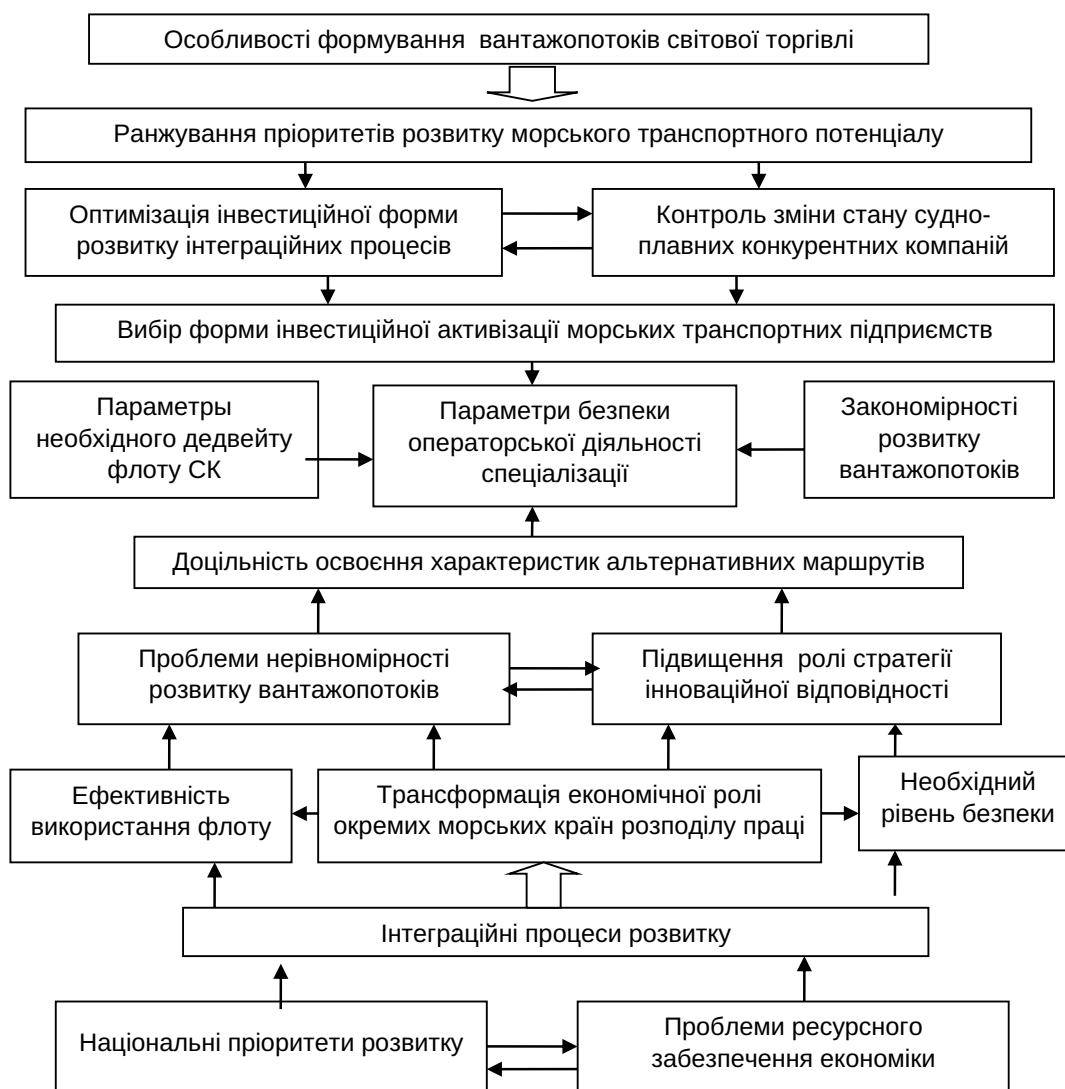 Особливості формування вантажопотоків світової торгівлі
Ранжування пріоритетів розвитку морського транспортного потенціалу
Оптимізація інвестиційної форми
розвитку інтеграційних процесів
Контроль зміни стану судно-
плавних конкурентних компаній
Вибір форми інвестиційної активізації морських транспортних підприємств
Параметры
необхідного дедвейту
флоту СК
Параметри безпеки
операторської діяльності
спеціалізації
Закономірності
розвитку
вантажопотоків
Доцільність освоєння характеристик альтернативних маршрутів
Проблеми нерівномірності
розвитку вантажопотоків
Підвищення ролі стратегії
інноваційної відповідності
Ефективність
використання флоту
Трансформація економічної ролі
окремих морських країн розподілу праці
Необхідний
рівень безпеки
Інтеграційні процеси розвитку
Національні пріоритети розвитку
Проблеми ресурсного
забезпечення економіки